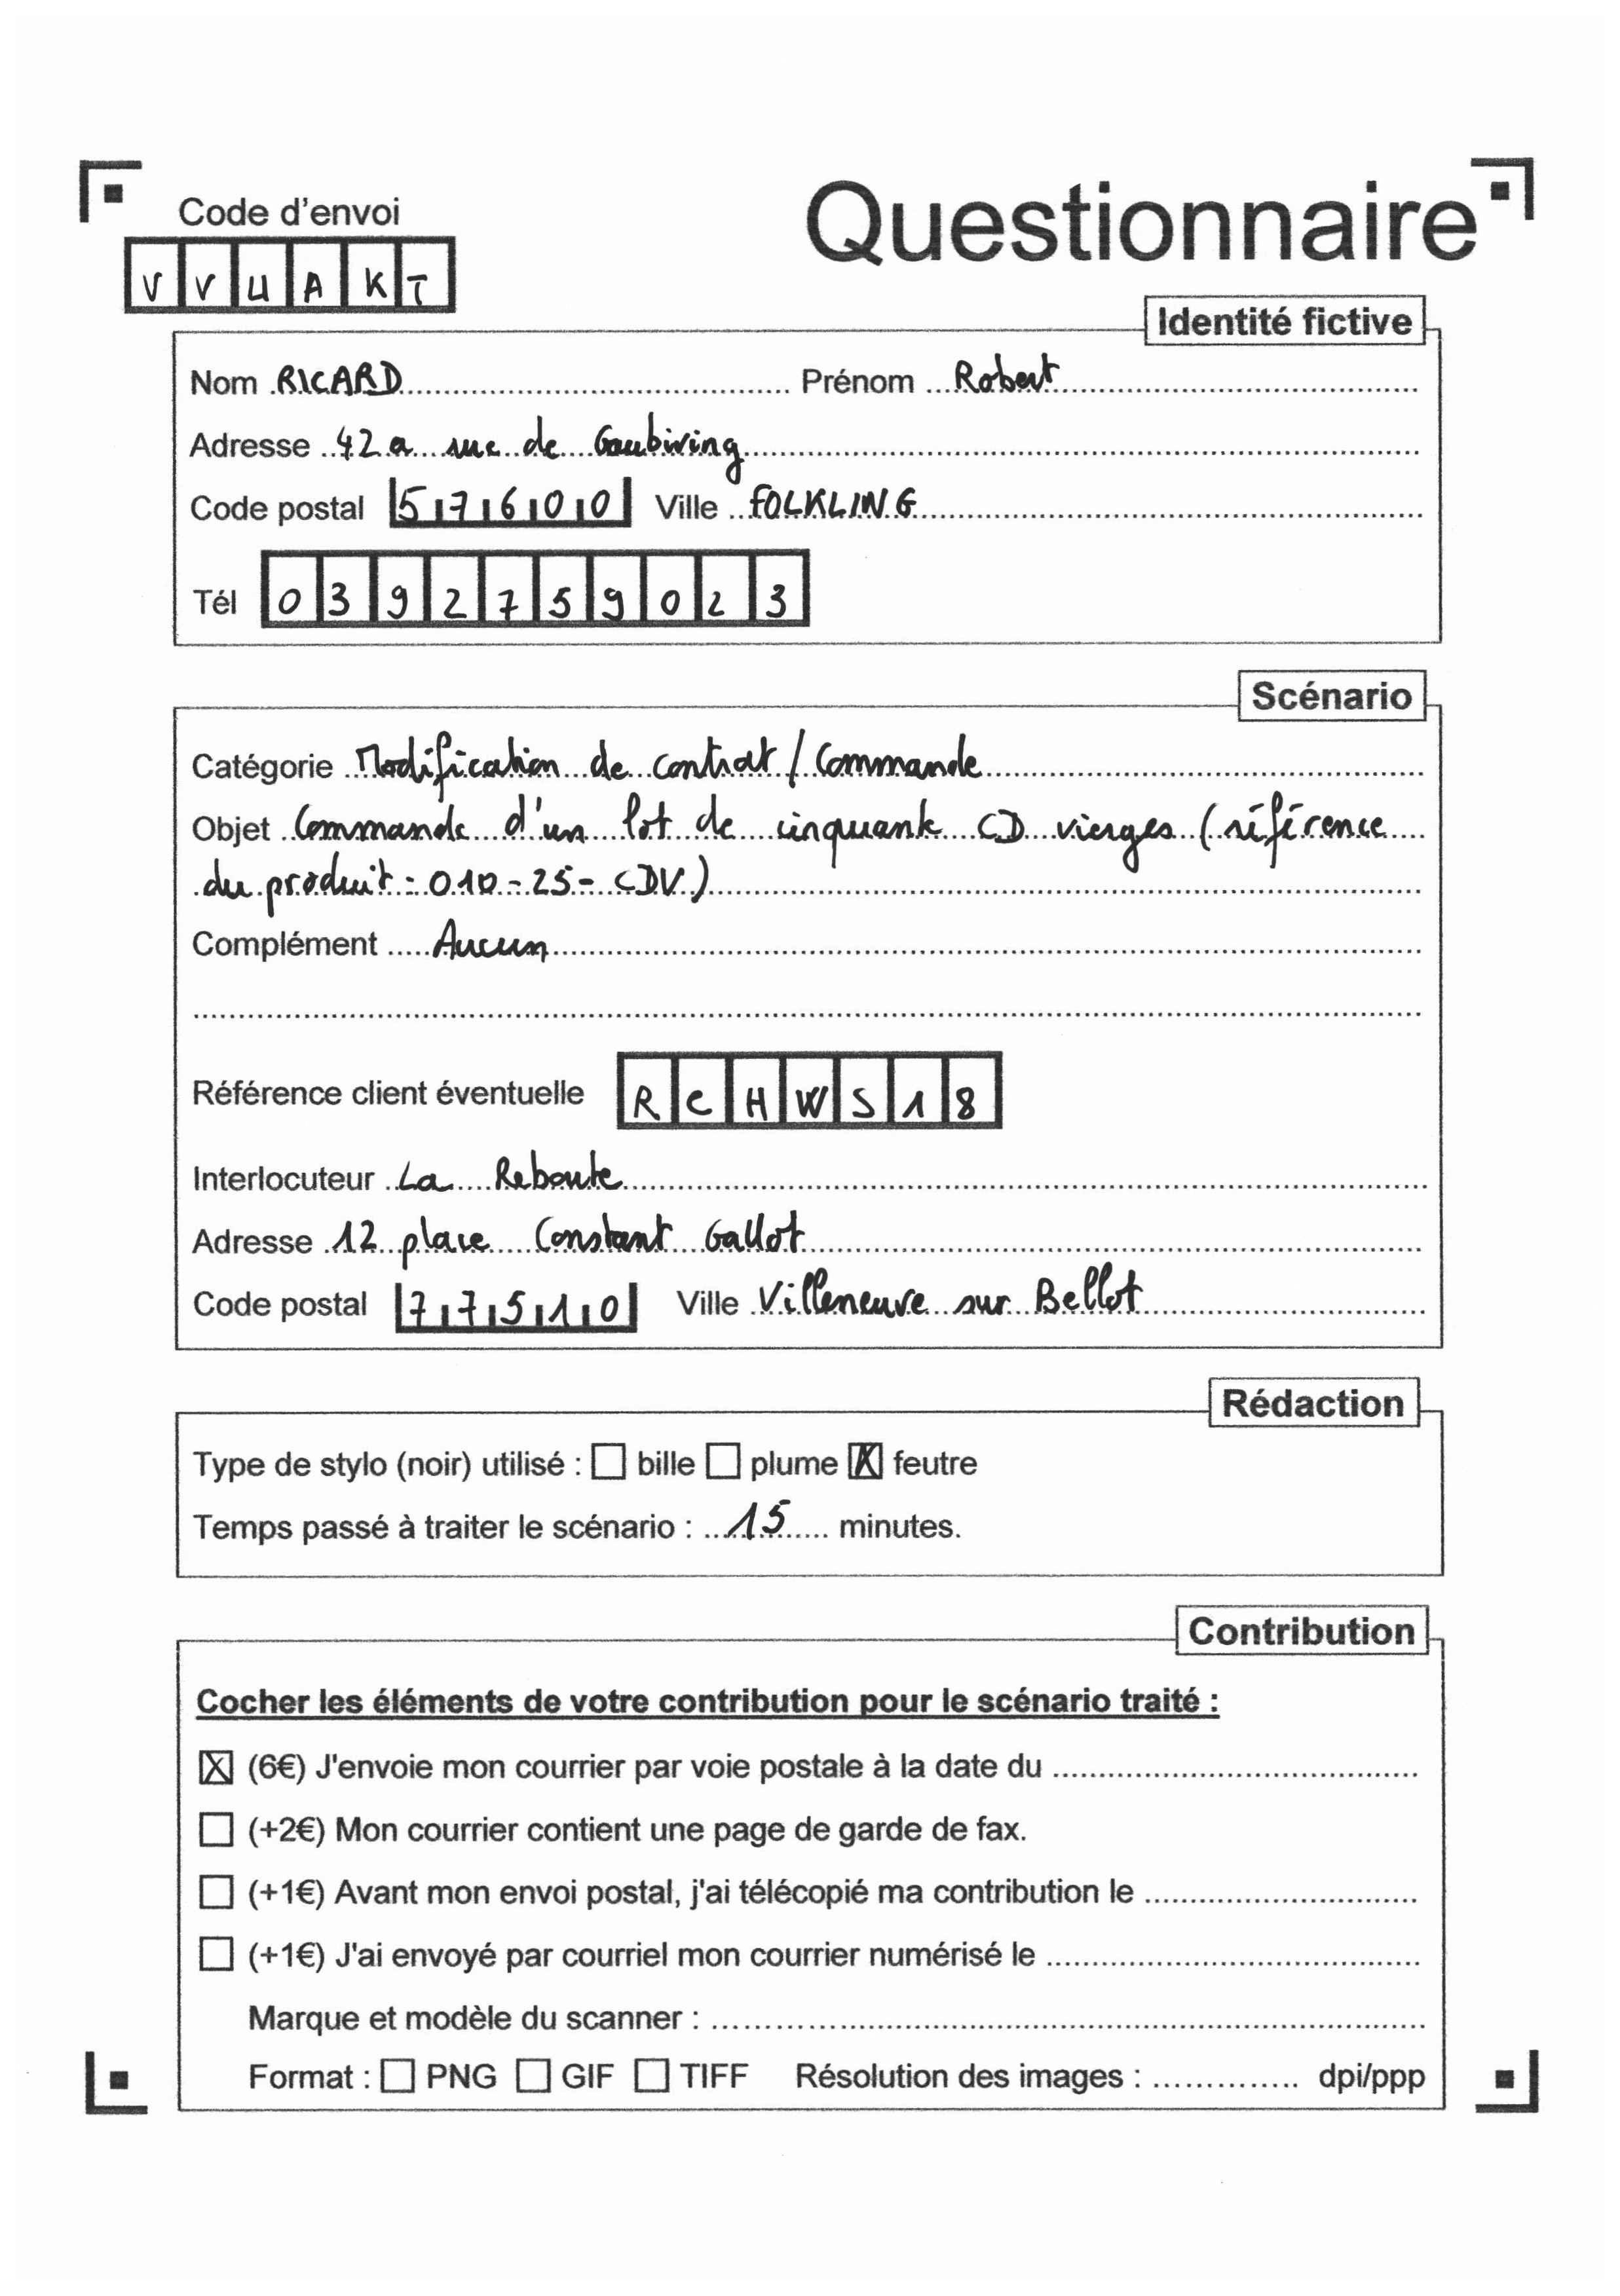 Code d'envoi
Questionnaire
VVUAKT
Identité fictive
Nom RICARD Prénom Robert
Adresse 42 a rue de Gaubiving
Code postal 57600 Ville FOLKLING
Tél 0392759023
Scénario
Catégorie Modification de contrat / Commande
Objet Commande d'un lot de cinquante CD vierges (référence
du produit : 010-25-CDV)
Complément Aucun
Référence client éventuelle RCHWS18
Interlocuteur La Reboute
Adresse 12 place Constant Gallot
Code postal 77510 Ville Villeneuve sur Bellot
Rédaction
Type de stylo (noir) utilisé : ☐ bille ☐ plume ☒ feutre
Temps passé à traiter le scénario : 15 minutes.
Contribution
Cocher les éléments de votre contribution pour le scénario traité :
☒ (6€) J'envoie mon courrier par voie postale à la date du
☐ (+2€) Mon courrier contient une page de garde de fax.
☐ (+1€) Avant mon envoi postal, j'ai télécopié ma contribution le
☐ (+1€) J'ai envoyé par courriel mon courrier numérisé le
Marque et modèle du scanner :
Format : ☐ PNG ☐ GIF ☐ TIFF Résolution des images : dpi/ppp